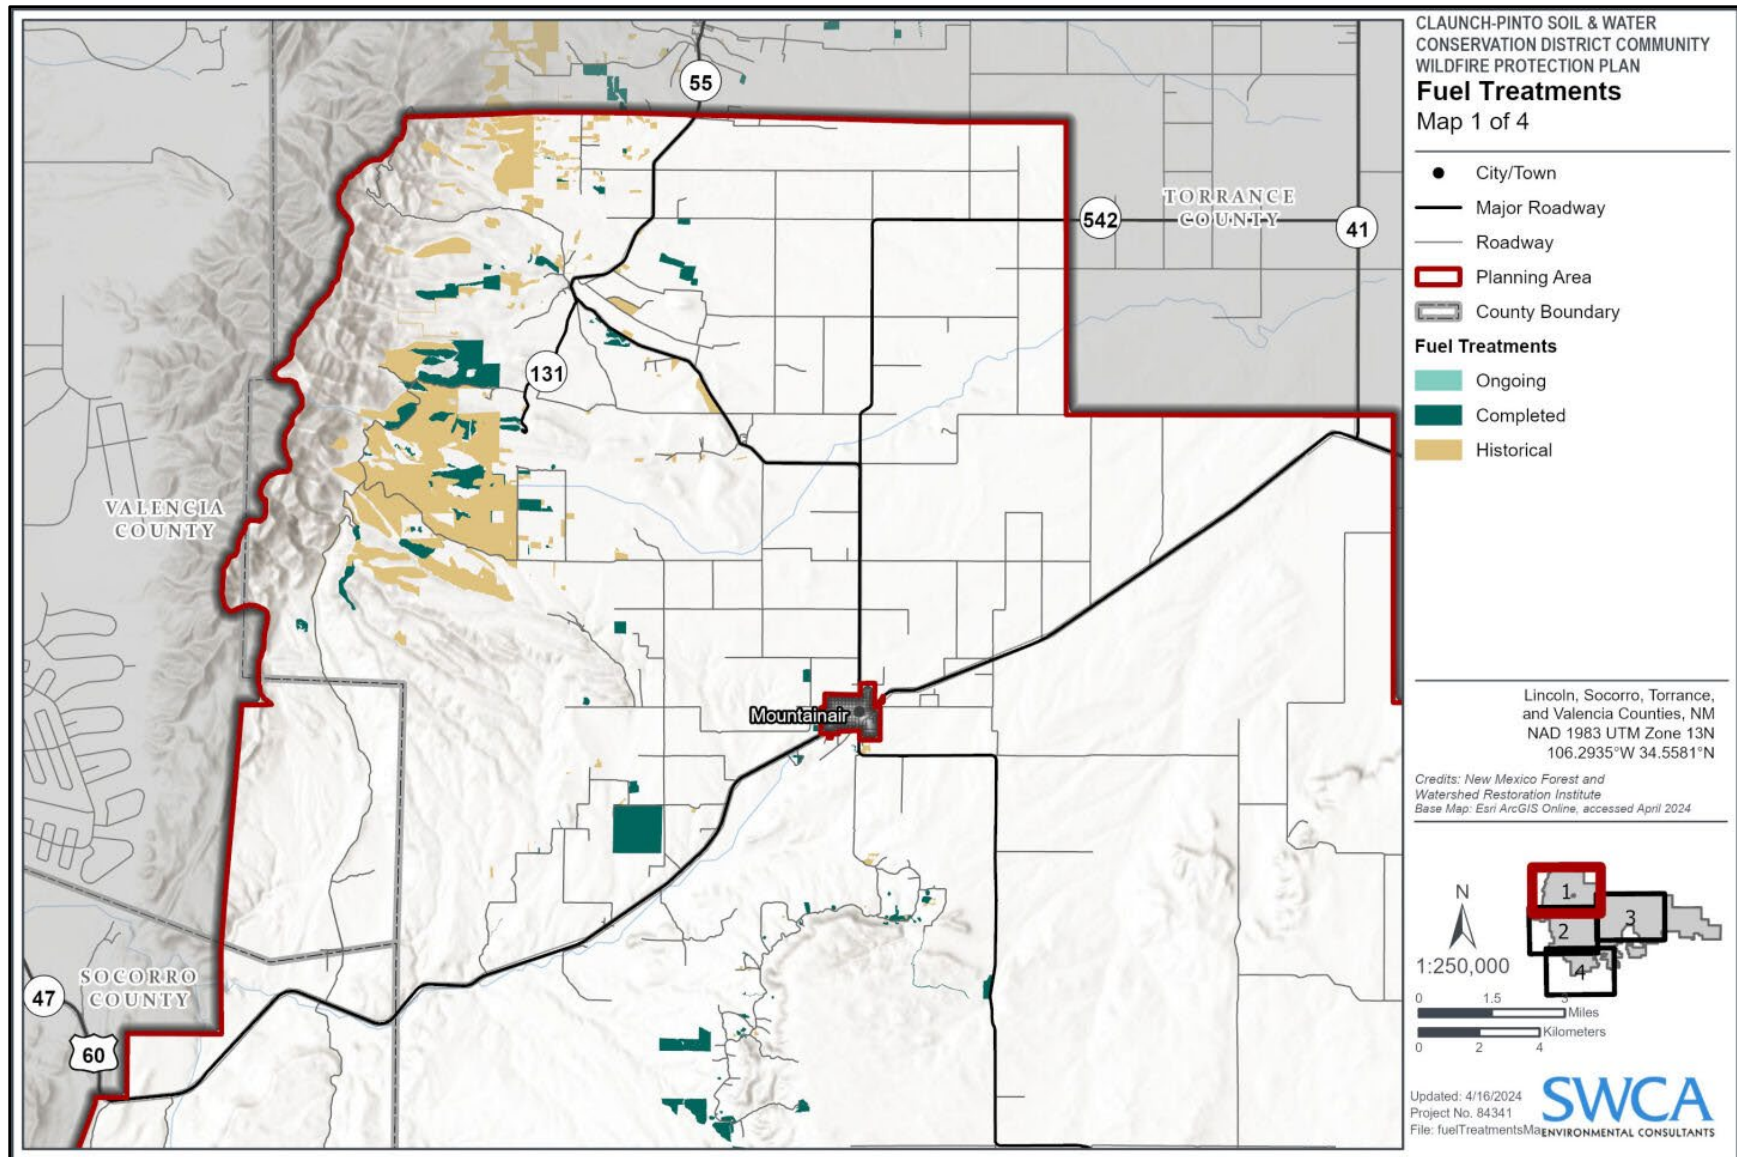 CLAUNCH-PINTO SOIL & WATER
CONSERVATION DISTRICT COMMUNITY
WILDFIRE PROTECTION PLAN
Fuel Treatments
Map 1 of 4
City/Town
Major Roadway
Roadway
Planning Area
County Boundary
Fuel Treatments
Ongoing
Completed
Historical
55
TORRANCE
COUNTY
542
41
131
VALENCIA
COUNTY
Mountainair
SOCORRO
COUNTY
47
60
Lincoln, Socorro, Torrance,
and Valencia Counties, NM
NAD 1983 UTM Zone 13N
106.2935°W 34.5581°N
Credits: New Mexico Forest and
Watershed Restoration Institute
Base Map: Esri ArcGIS Online, accessed April 2024
1
2
3
4
N
1:250,000
0 1.5 3
Miles
Kilometers
0 2 4
Updated: 4/16/2024
Project No. 84341
File: fuelTreatmentsMa
SWCA
ENVIRONMENTAL CONSULTANTS